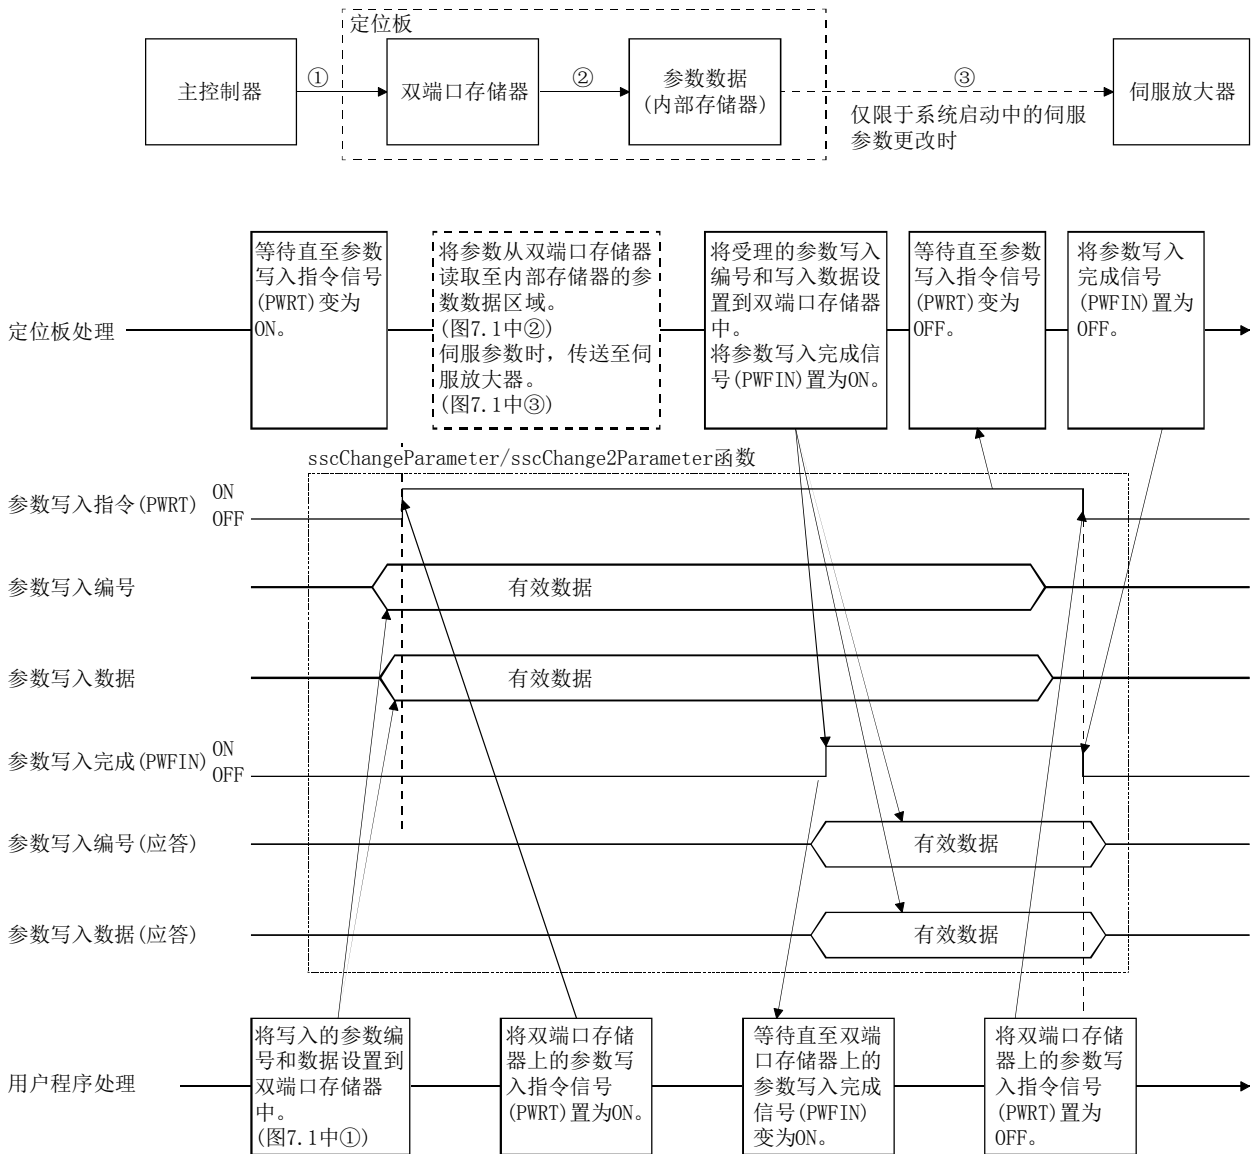 定位板
主控制器
①
双端口存储器
②
参数数据
(内部存储器)
③
仅限于系统启动中的伺服
参数更改时
伺服放大器
定位板处理
等待直至参数
写入指令信号
(PWRT)变为
ON。
将参数从双端口存储器
读取至内部存储器的参
数数据区域。
(图7.1中②)
伺服参数时，传送至伺
服放大器。
(图7.1中③)
将受理的参数写入
编号和写入数据设
置到双端口存储器
中。
将参数写入完成信
号(PWFIN)置为ON。
等待直至参数
写入指令信号
(PWRT)变为
OFF。
将参数写入
完成信号
(PWFIN)置为
OFF。
sscChangeParameter/sscChange2Parameter函数
参数写入指令(PWRT)
ON
OFF
参数写入编号
有效数据
参数写入数据
有效数据
参数写入完成(PWFIN)
ON
OFF
参数写入编号(应答)
有效数据
参数写入数据(应答)
有效数据
用户程序处理
将写入的参数编
号和数据设置到
双端口存储器
中。
(图7.1中①)
将双端口存储
器上的参数写
入指令信号
(PWRT)置为ON。
等待直至双端
口存储器上的
参数写入完成
信号(PWFIN)
变为ON。
将双端口存储
器上的参数写
入指令信号
(PWRT)置为
OFF。